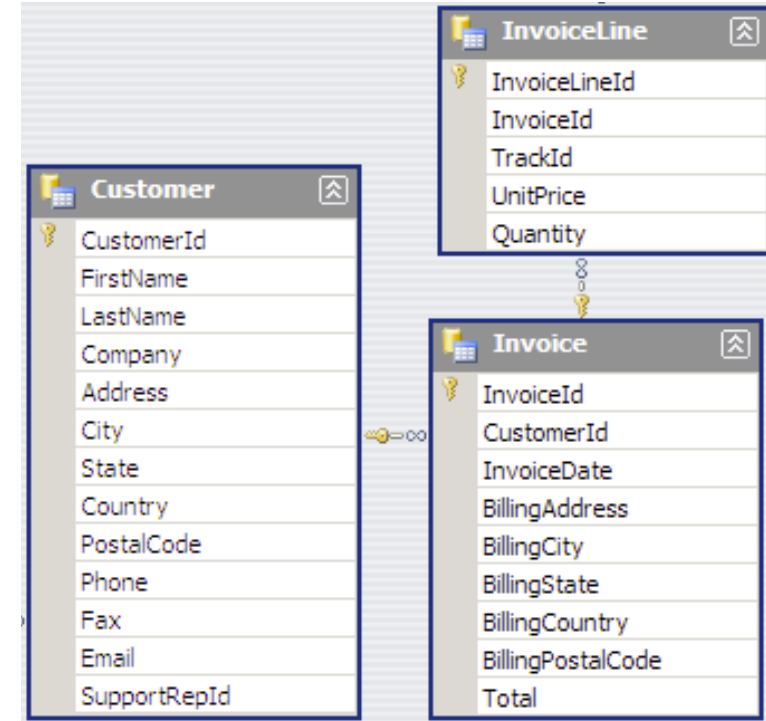 InvoiceLine
InvoiceLineId
InvoiceId
TrackId
UnitPrice
Quantity
Customer
CustomerId
FirstName
LastName
Company
Address
City
State
Country
PostalCode
Phone
Fax
Email
SupportRepId
Invoice
InvoiceId
CustomerId
InvoiceDate
BillingAddress
BillingCity
BillingState
BillingCountry
BillingPostalCode
Total